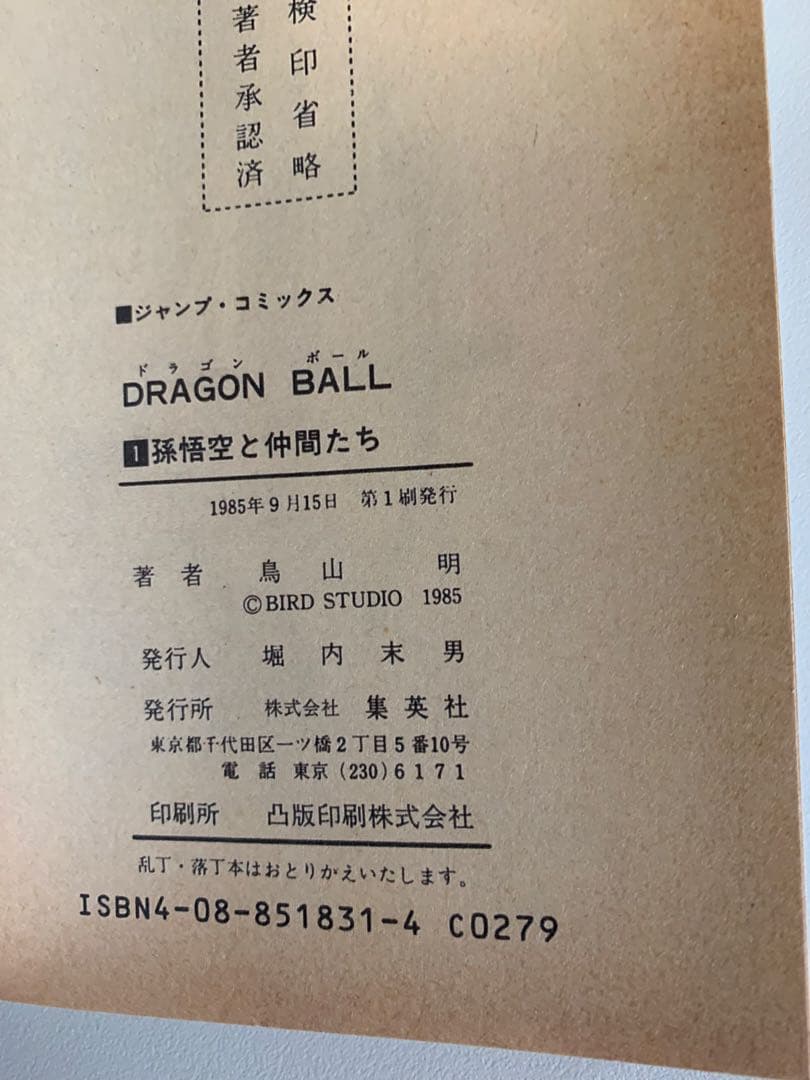 検印省略
著者承認済
■ジャンプ・コミックス
ドラゴン ボール
DRAGON BALL
1孫悟空と仲間たち
1985年9月15日 第1刷発行
著者 鳥山 明
©BIRD STUDIO 1985
発行人 堀内末男
発行所 株式会社 集英社
東京都千代田区一ツ橋2丁目5番10号
電話 東京(230)6171
印刷所 凸版印刷株式会社
乱丁・落丁本はおとりかえいたします。
ISBN4-08-851831-4 C0279